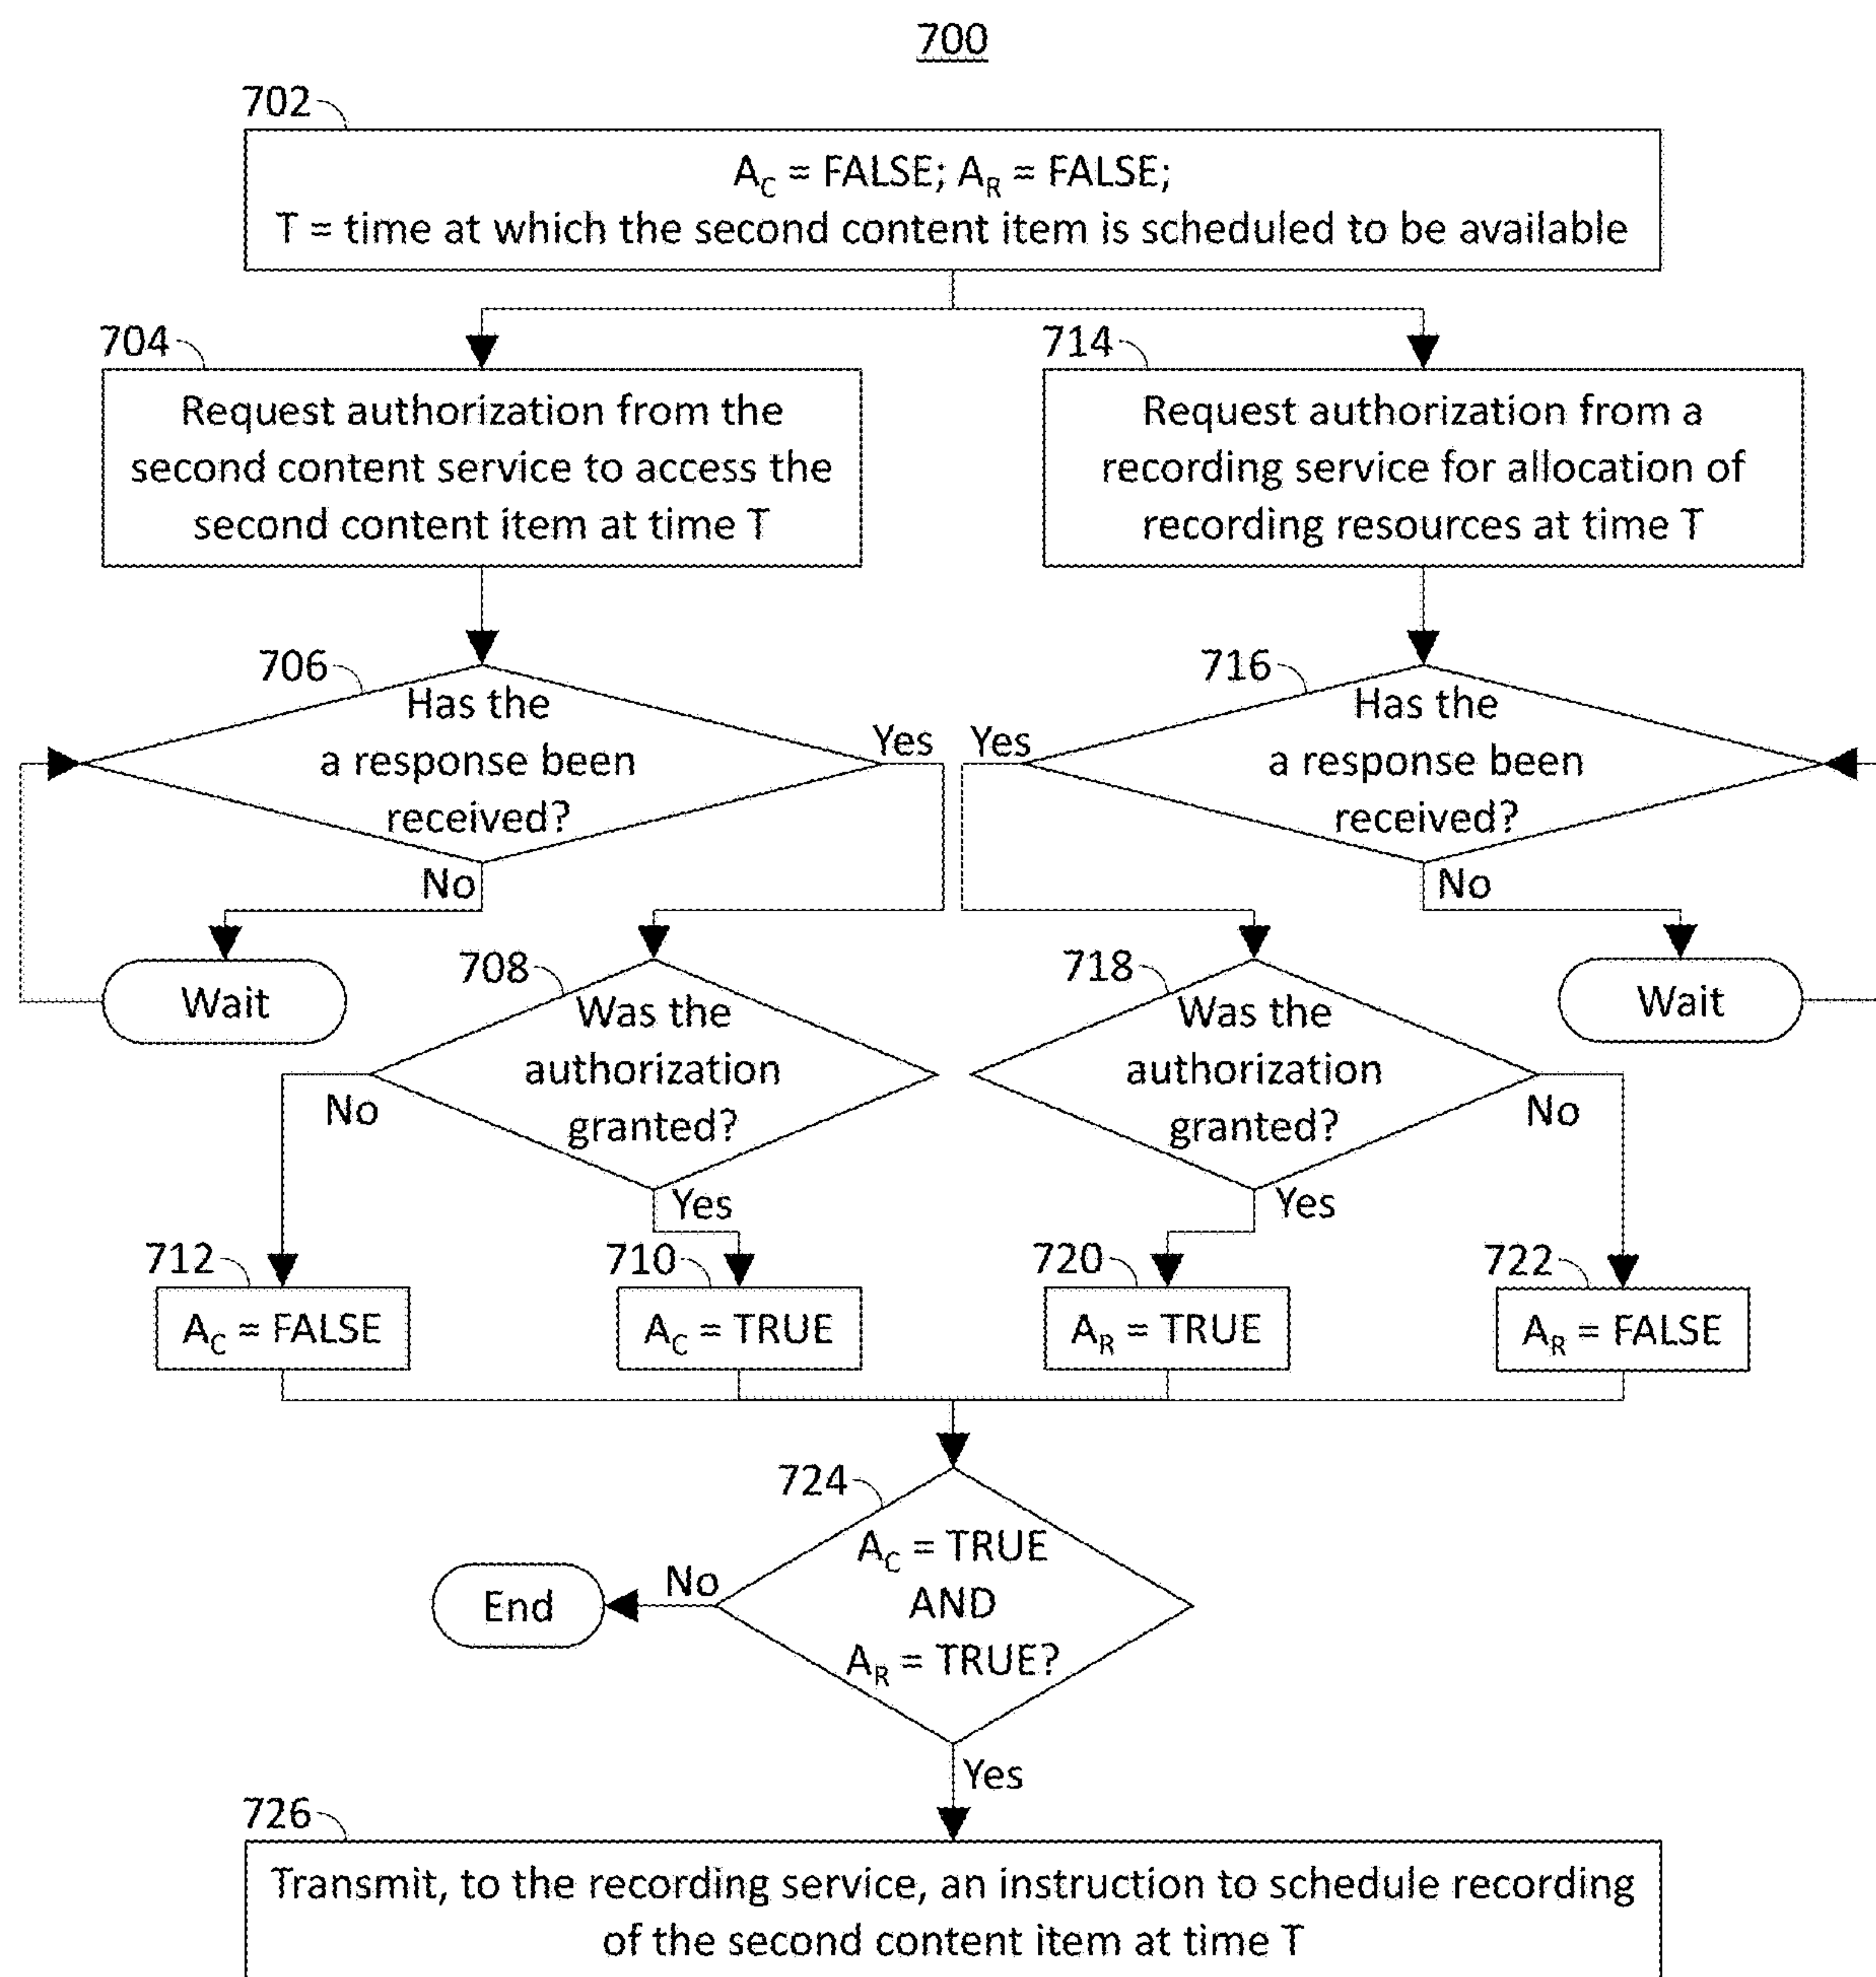 700
702
A_C = FALSE; A_R = FALSE;
T = time at which the second content item is scheduled to be available
704
Request authorization from the
second content service to access the
second content item at time T
714
Request authorization from a
recording service for allocation of
recording resources at time T
706
Has the
a response been
received?
Yes
No
Wait
716
Has the
a response been
received?
Yes
No
Wait
708
Was the
authorization
granted?
No
Yes
718
Was the
authorization
granted?
No
Yes
712
A_C = FALSE
710
A_C = TRUE
720
A_R = TRUE
722
A_R = FALSE
724
A_C = TRUE
AND
A_R = TRUE?
No
End
Yes
726
Transmit, to the recording service, an instruction to schedule recording
of the second content item at time T